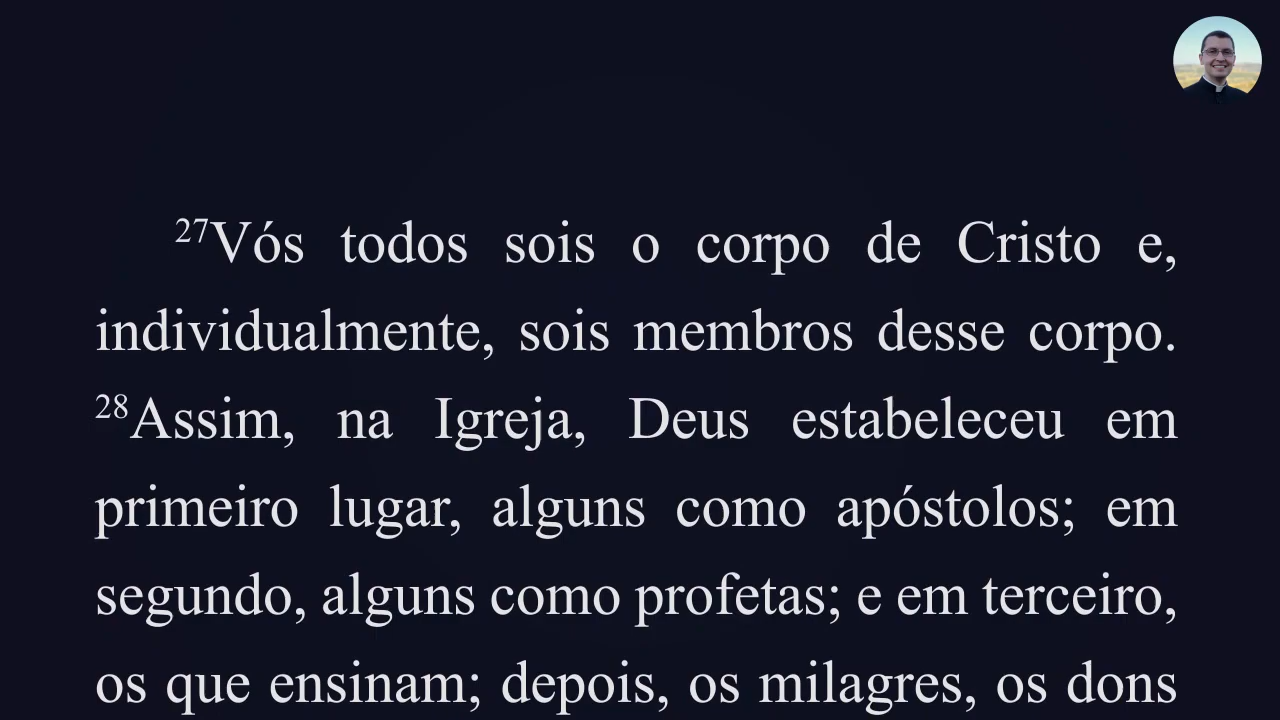 27Vós todos sois o corpo de Cristo e,
individualmente, sois membros desse corpo.
28Assim, na Igreja, Deus estabeleceu em
primeiro lugar, alguns como apóstolos; em
segundo, alguns como profetas; e em terceiro,
os que ensinam; depois, os milagres, os dons